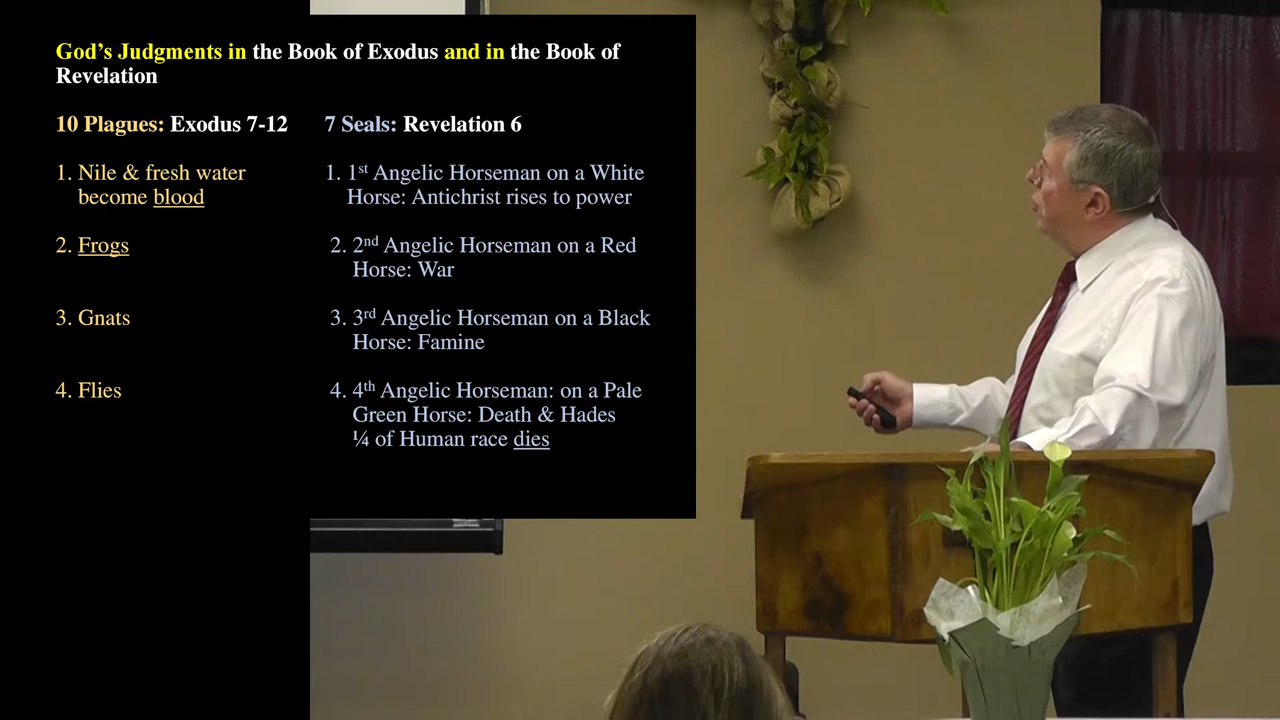 God's Judgments in the Book of Exodus and in the Book of
Revelation
10 Plagues: Exodus 7-12
7 Seals: Revelation 6
1. Nile & fresh water
become blood
2. Frogs
3. Gnats
4. Flies
1. 1st Angelic Horseman on a White
Horse: Antichrist rises to power
2. 2nd Angelic Horseman on a Red
Horse: War
3. 3rd Angelic Horseman on a Black
Horse: Famine
4. 4th Angelic Horseman: on a Pale
Green Horse: Death & Hades
¼ of Human race dies